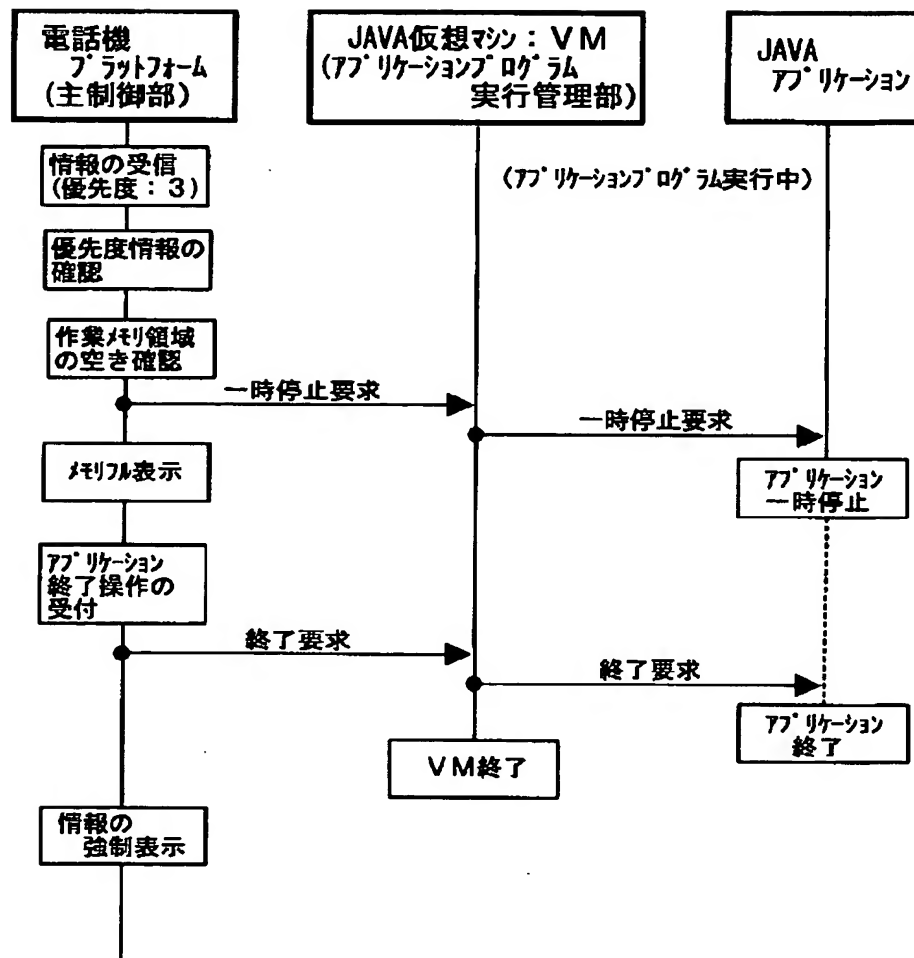 電話機
プラットフォーム
(主制御部)
JAVA仮想マシン：ＶＭ
(アプリケーションプログラム
実行管理部)
JAVA
アプリケーション
情報の受信
(優先度：３)
(アプリケーションプログラム実行中)
優先度情報の
確認
作業メモリ領域
の空き確認
一時停止要求
一時停止要求
メモリフル表示
アプリケーション
一時停止
アプリケーション
終了操作の
受付
終了要求
終了要求
アプリケーション
終了
ＶＭ終了
情報の
強制表示